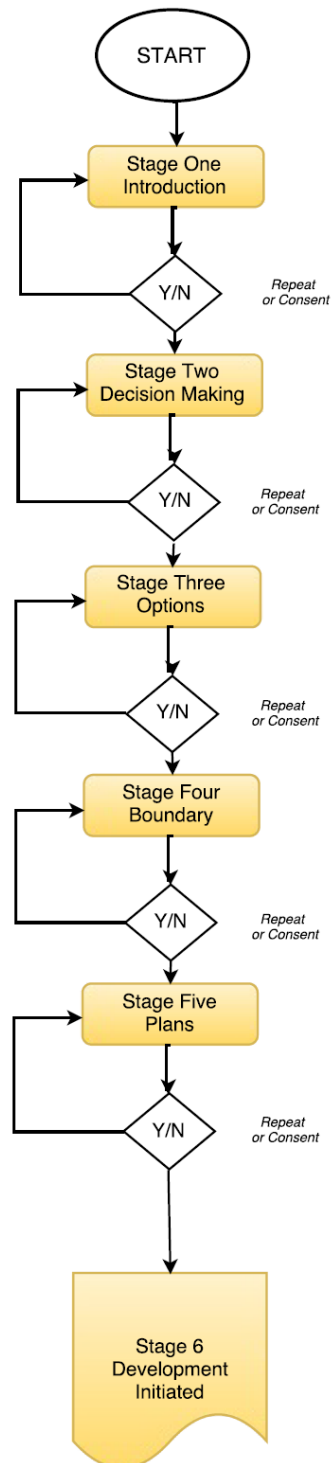 START
Stage One
Introduction
Y/N
Repeat
or Consent
Stage Two
Decision Making
Y/N
Repeat
or Consent
Stage Three
Options
Y/N
Repeat
or Consent
Stage Four
Boundary
Y/N
Repeat
or Consent
Stage Five
Plans
Y/N
Repeat
or Consent
Stage 6
Development
Initiated